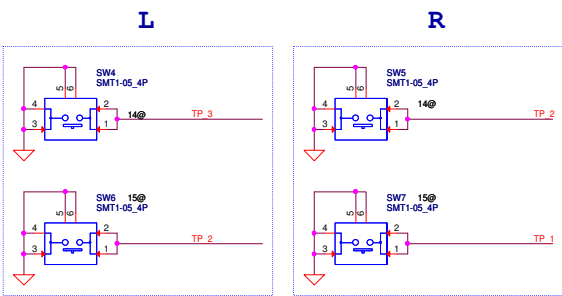 L
R
SW4
SMT1-05_4P
5 6
4 2
14@ TP_3
3 1
SW5
SMT1-05_4P
5 6
4 2
14@
TP_2
3 1
SW6 15@
SMT1-05_4P
5 6
4 2
TP_2
3 1
SW7 15@
SMT1-05_4P
5 6
4 2
TP_1
3 1